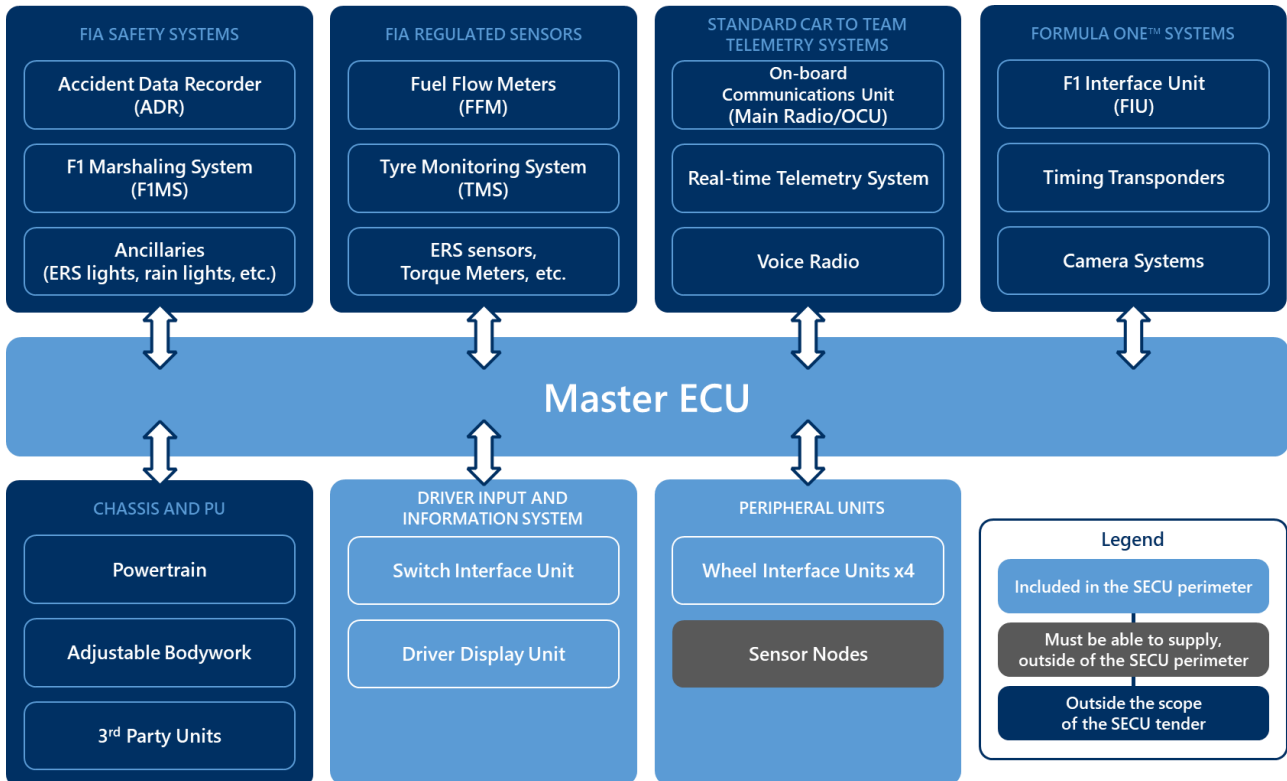 FIA SAFETY SYSTEMS
Accident Data Recorder
(ADR)
F1 Marshaling System
(F1MS)
Ancillaries
(ERS lights, rain lights, etc.)
FIA REGULATED SENSORS
Fuel Flow Meters
(FFM)
Tyre Monitoring System
(TMS)
ERS sensors,
Torque Meters, etc.
STANDARD CAR TO TEAM
TELEMETRY SYSTEMS
On-board
Communications Unit
(Main Radio/OCU)
Real-time Telemetry System
Voice Radio
FORMULA ONE™ SYSTEMS
F1 Interface Unit
(FIU)
Timing Transponders
Camera Systems
Master ECU
CHASSIS AND PU
Powertrain
Adjustable Bodywork
3rd Party Units
DRIVER INPUT AND
INFORMATION SYSTEM
Switch Interface Unit
Driver Display Unit
PERIPHERAL UNITS
Wheel Interface Units x4
Sensor Nodes
Legend
Included in the SECU perimeter
Must be able to supply,
outside of the SECU perimeter
Outside the scope
of the SECU tender